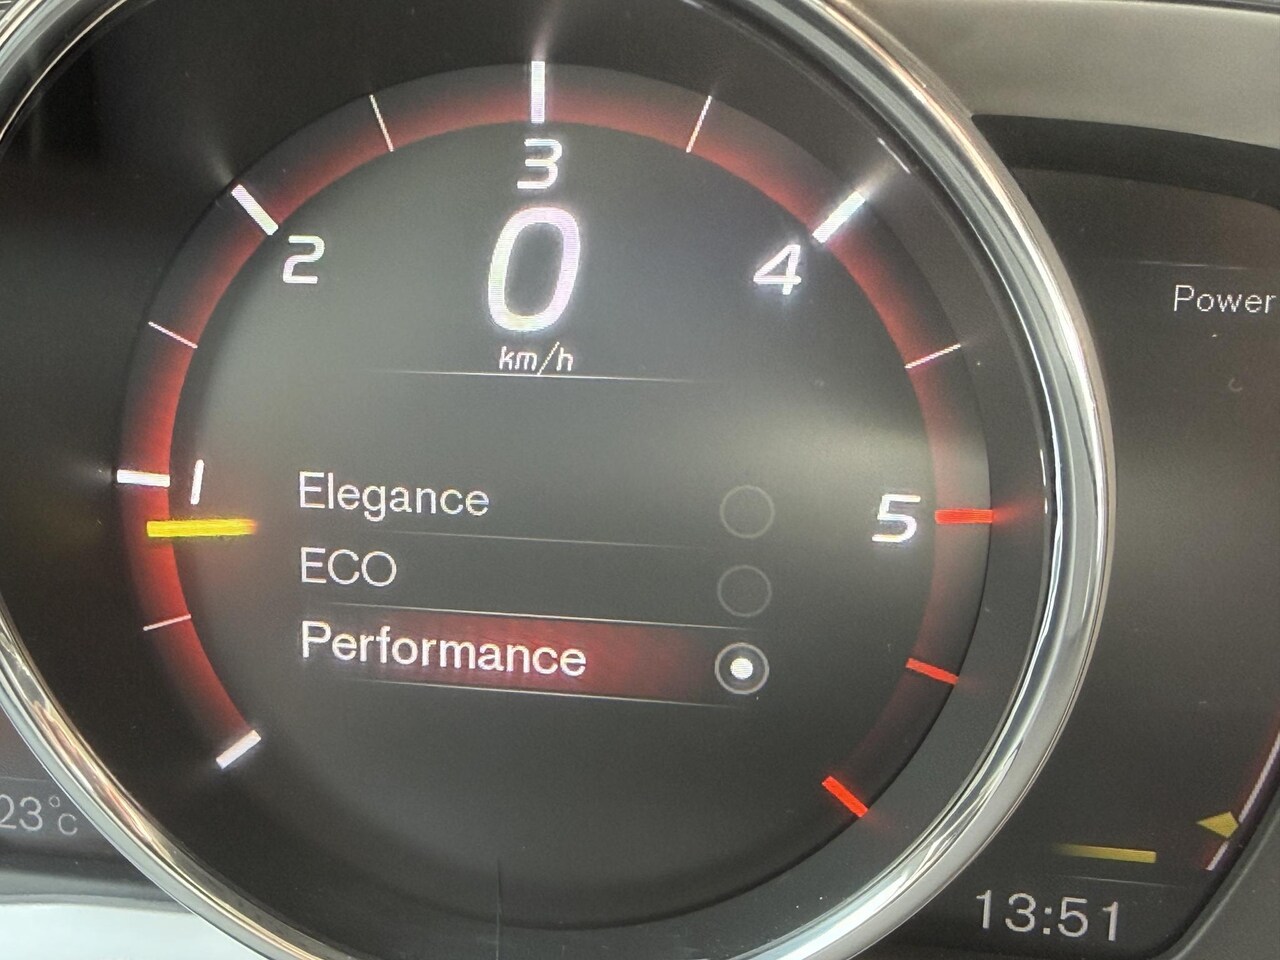 3
2
4
0
km/h
Power
1
5
Elegance
ECO
Performance
23°C
13:51